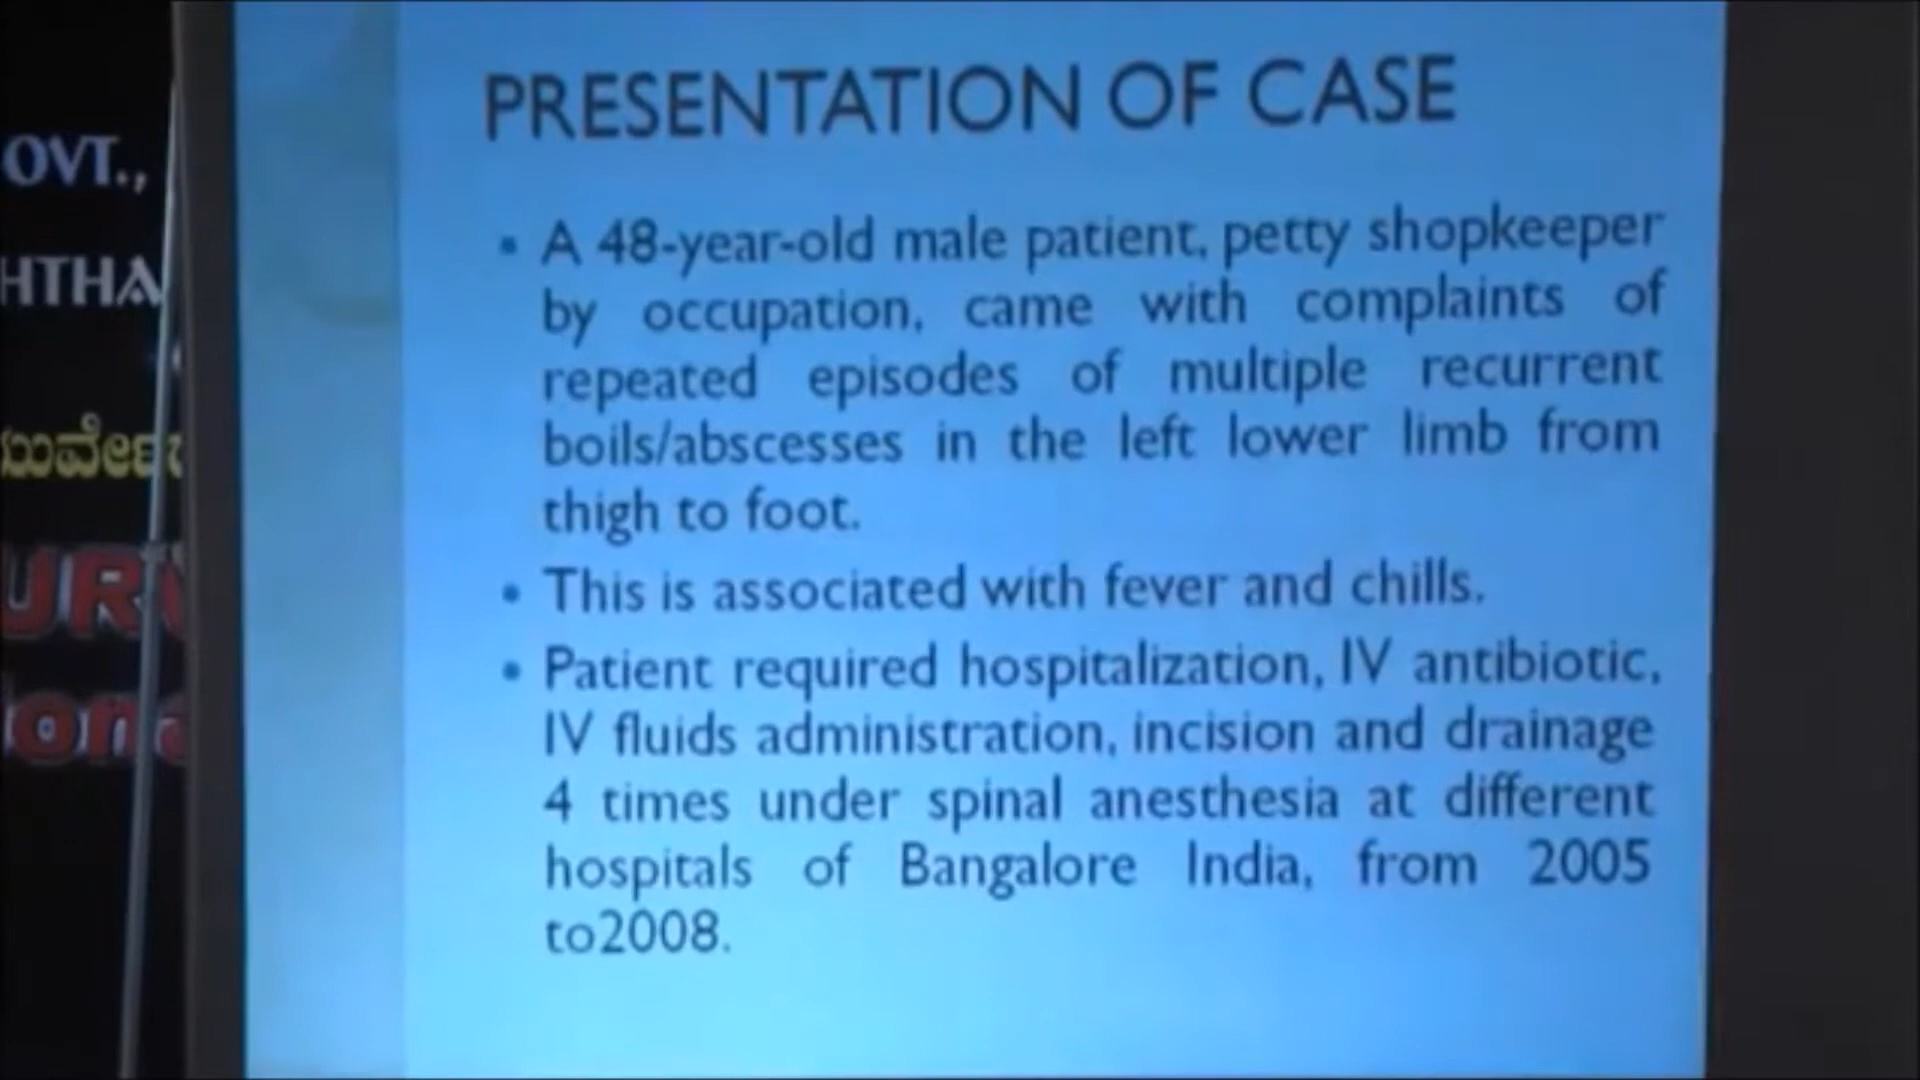 PRESENTATION OF CASE
• A 48-year-old male patient, petty shopkeeper
by occupation, came with complaints of
repeated episodes of multiple recurrent
boils/abscesses in the left lower limb from
thigh to foot.
• This is associated with fever and chills.
• Patient required hospitalization, IV antibiotic,
IV fluids administration, incision and drainage
4 times under spinal anesthesia at different
hospitals of Bangalore India, from 2005
to2008.
OVT.,
HTHA
UR
ona